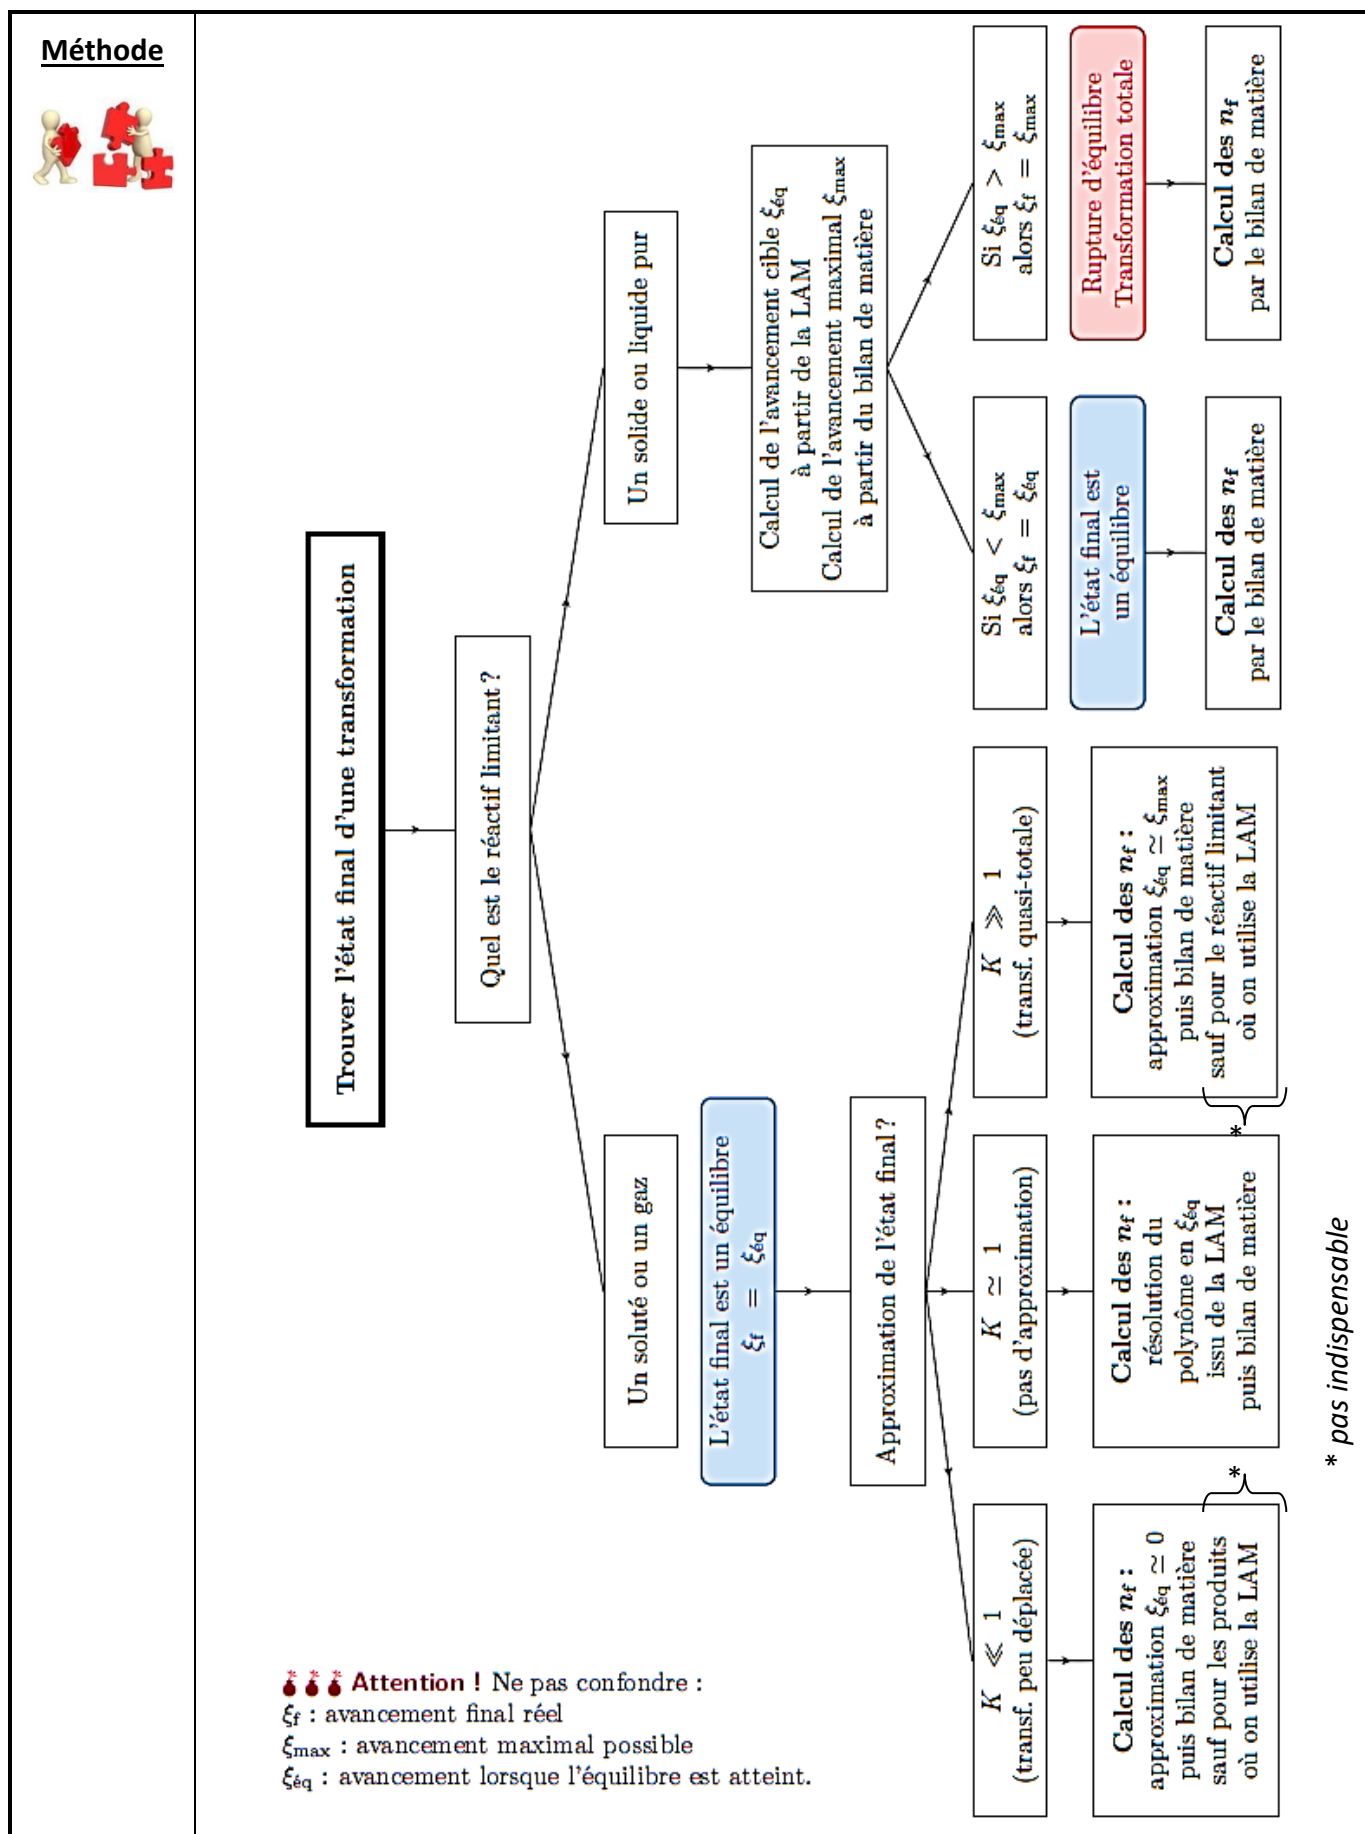 Méthode
Trouver l'état final d'une transformation
Quel est le réactif limitant ?
Un soluté ou un gaz
L'état final est un équilibre
ξf = ξéq
Approximation de l'état final ?
K ≪ 1
(transf. peu déplacée)
Calcul des nf :
approximation ξéq ≃ 0
puis bilan de matière
sauf pour les produits
où on utilise la LAM
*
K ≃ 1
(pas d'approximation)
Calcul des nf :
résolution du
polynôme en ξéq
issu de la LAM
puis bilan de matière
K ≫ 1
(transf. quasi-totale)
Calcul des nf :
approximation ξéq ≃ ξmax
puis bilan de matière
sauf pour le réactif limitant
où on utilise la LAM
*
Un solide ou liquide pur
Calcul de l'avancement cible ξéq
à partir de la LAM
Calcul de l'avancement maximal ξmax
à partir du bilan de matière
Si ξéq < ξmax
alors ξf = ξéq
L'état final est
un équilibre
Calcul des nf
par le bilan de matière
Si ξéq > ξmax
alors ξf = ξmax
Rupture d'équilibre
Transformation totale
Calcul des nf
par le bilan de matière
* pas indispensable
Attention ! Ne pas confondre :
ξf : avancement final réel
ξmax : avancement maximal possible
ξéq : avancement lorsque l'équilibre est atteint.